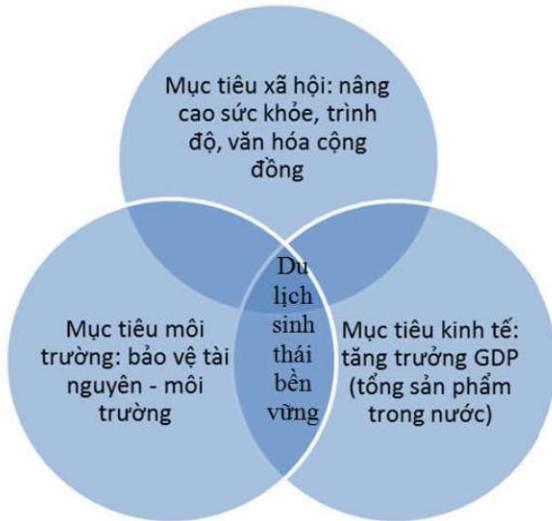 Mục tiêu xã hội: nâng
cao sức khỏe, trình
độ, văn hóa cộng
đồng
Mục tiêu môi
trường: bảo vệ tài
nguyên - môi
trường
Du
lịch
sinh
thái
bền
vững
Mục tiêu kinh tế:
tăng trưởng GDP
(tổng sản phẩm
trong nước)